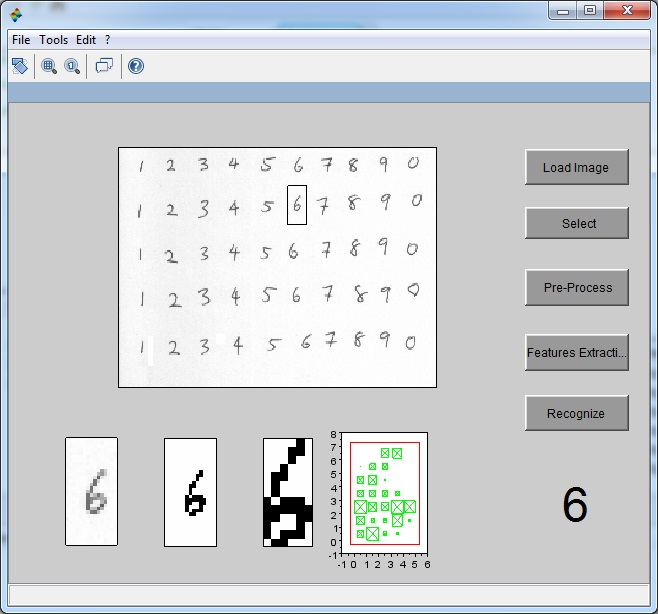 File Tools Edit ?
1 2 3 4 5 6 7 8 9 0
1 2 3 4 5 6 7 8 9 0
1 2 3 4 5 6 7 8 9 0
1 2 3 4 5 6 7 8 9 0
1 2 3 4 5 6 7 8 9 0
Load Image
Select
Pre-Process
Features Extracti...
Recognize
6
6
6
8
7
6
5
4
3
2
1
0
-1
-1 0 1 2 3 4 5 6
6